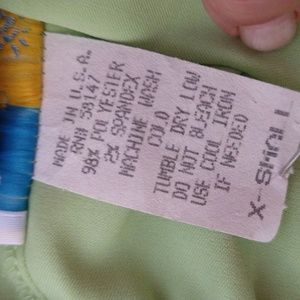 MADE IN U.S.A.
RN# 58147
98% POLYESTER
2% SPANDEX
MACHINE WASH
COLD
TUMBLE DRY LOW
DO NOT BLEACH
USE COOL IRON
IF NEEDED
X-SMALL